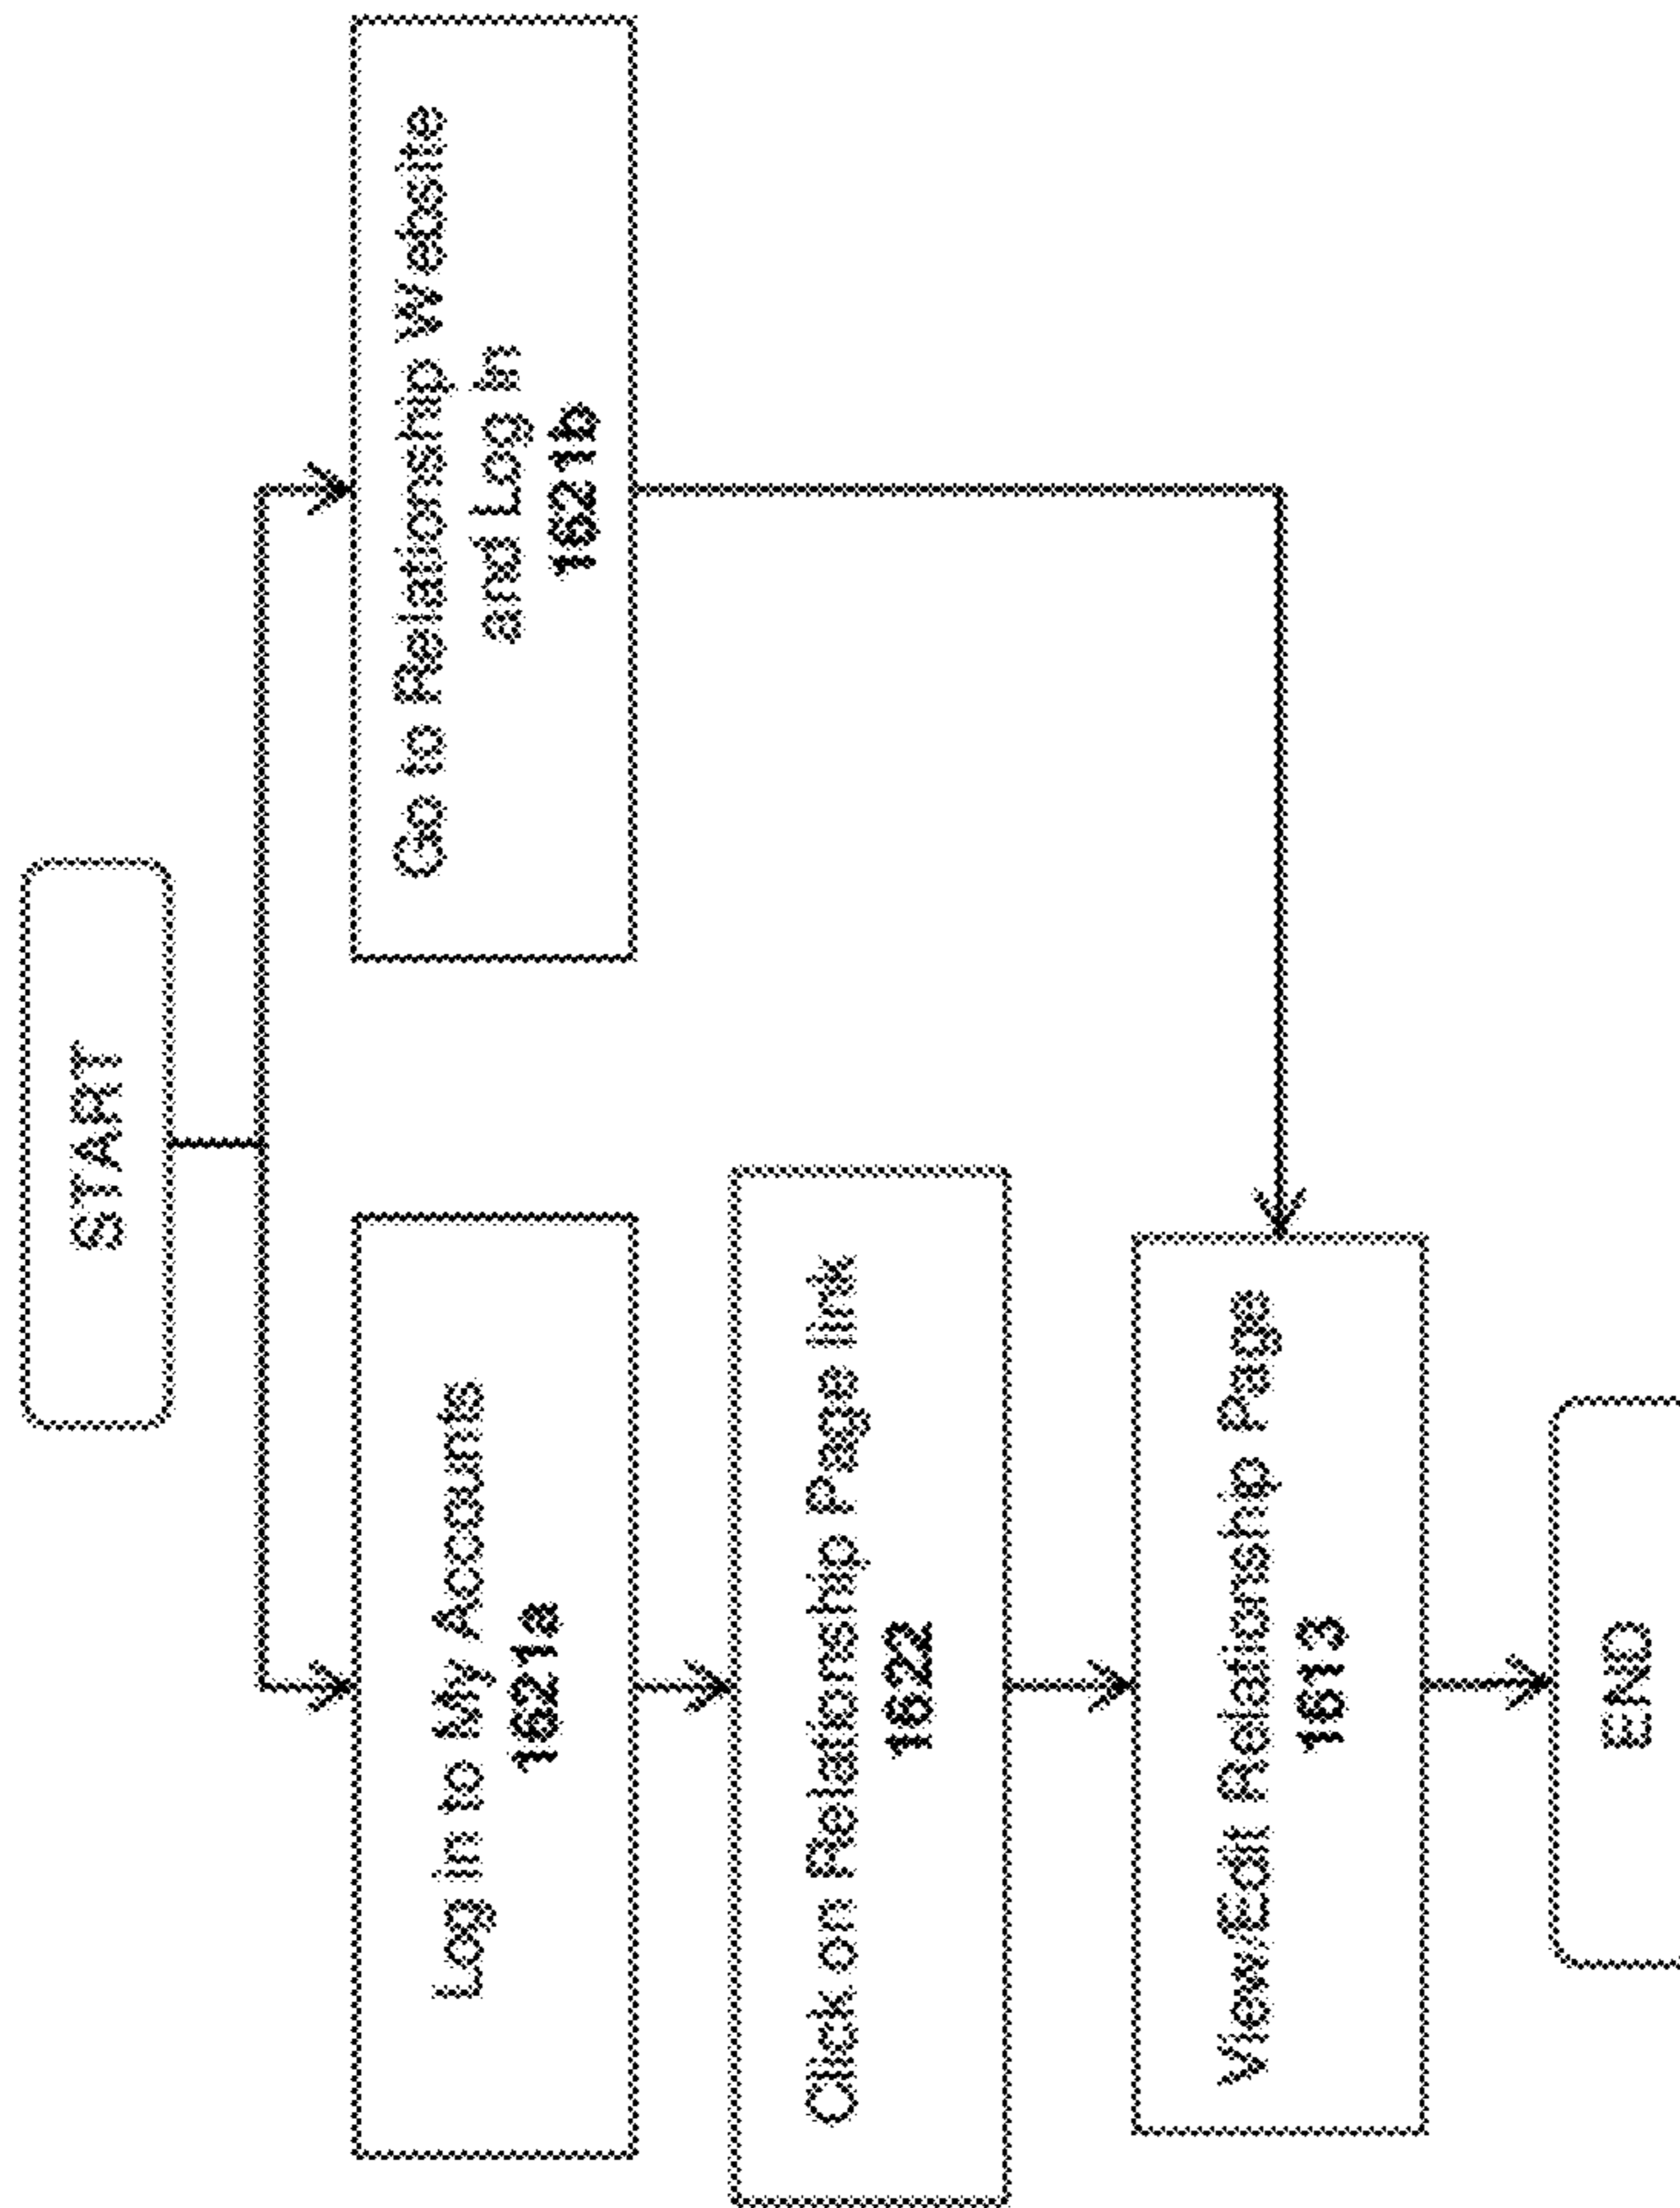 START
Log in to My Accounts
1621a
Go to Relationship Website
and Log In
1621b
Click on Relationship Page link
1622
View/Edit Relationship Page
1613
END